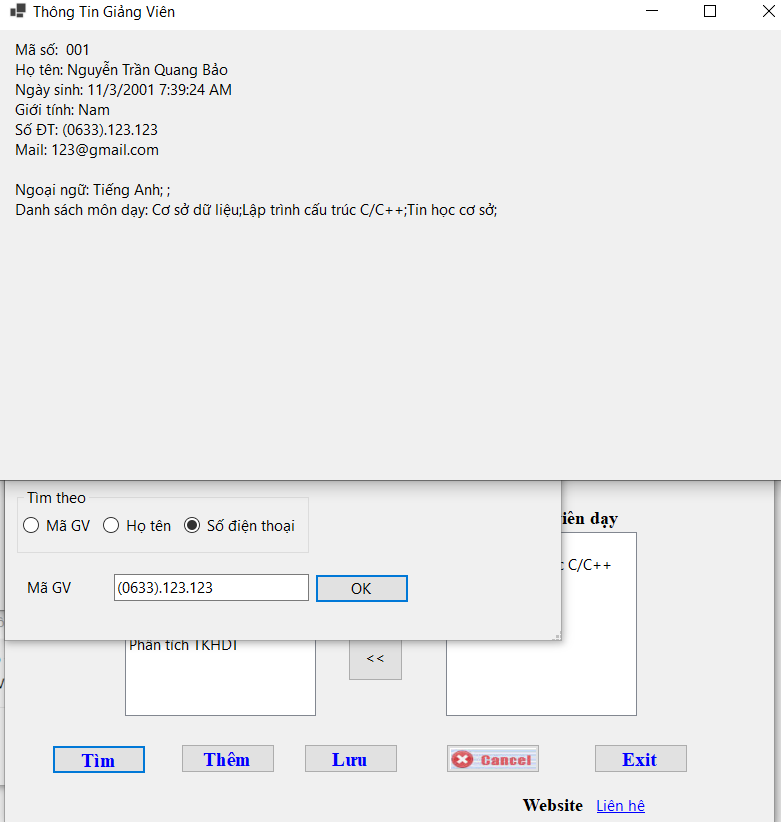 Thông Tin Giảng Viên
Mã số:  001
Họ tên: Nguyễn Trần Quang Bảo
Ngày sinh: 11/3/2001 7:39:24 AM
Giới tính: Nam
Số ĐT: (0633).123.123
Mail: 123@gmail.com
Ngoại ngữ: Tiếng Anh; ;
Danh sách môn dạy: Cơ sở dữ liệu;Lập trình cấu trúc C/C++;Tin học cơ sở;
Tìm theo
Mã GV Họ tên Số điện thoại
iên dạy
C/C++
Mã GV (0633).123.123 OK
Phân tích TKHDT
<<
Tìm Thêm Lưu Cancel Exit
Website Liên hê